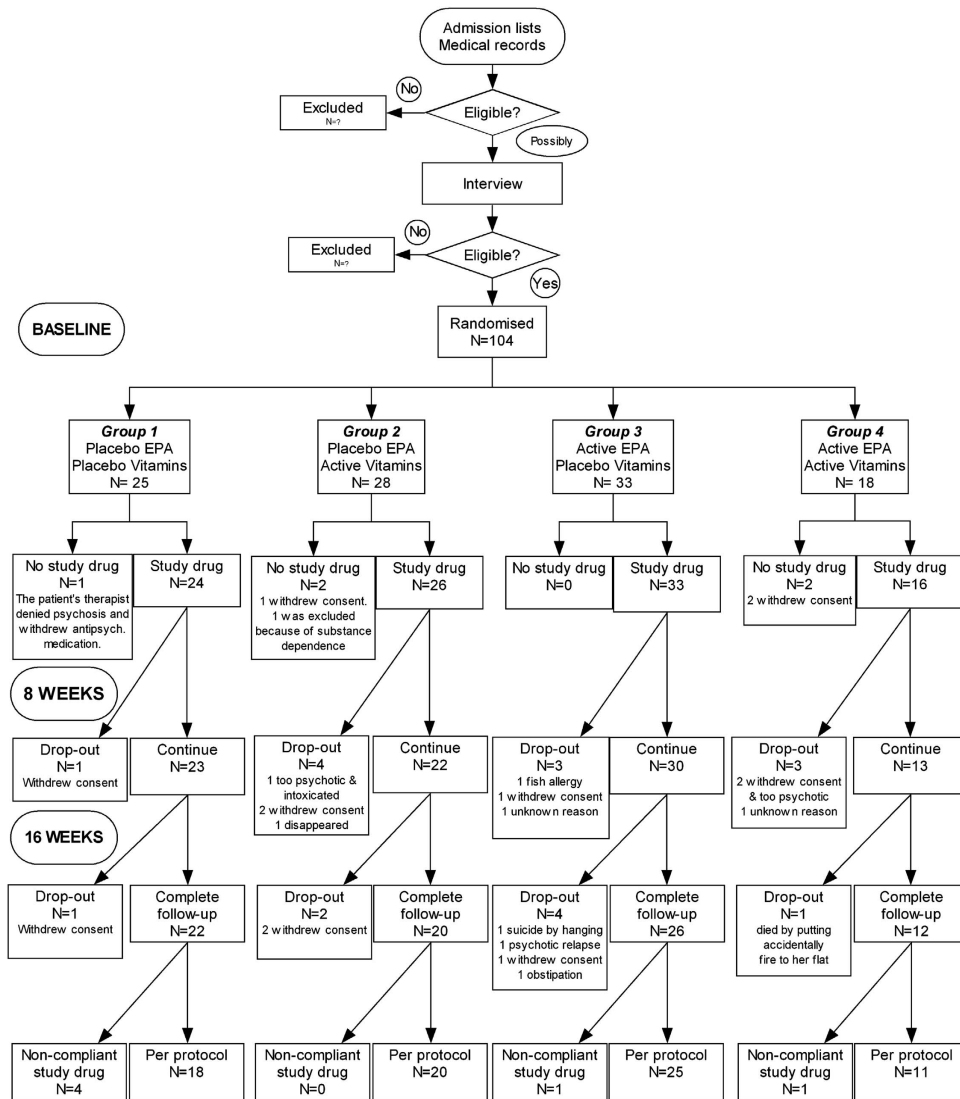 Admission lists
Medical records
No
Excluded
N=?
Eligible?
Possibly
Interview
No
Excluded
N=?
Eligible?
Yes
BASELINE
Randomised
N=104
Group 1
Placebo EPA
Placebo Vitamins
N= 25
Group 2
Placebo EPA
Active Vitamins
N= 28
Group 3
Active EPA
Placebo Vitamins
N= 33
Group 4
Active EPA
Active Vitamins
N= 18
No study drug
N=1
The patient's therapist
denied psychosis and
withdrew antipsych.
medication.
Study drug
N=24
No study drug
N=2
1 withdrew consent.
1 was excluded
because of substance
dependence
Study drug
N=26
No study drug
N=0
Study drug
N=33
No study drug
N=2
2 withdrew consent
Study drug
N=16
8 WEEKS
Drop-out
N=1
Withdrew consent
Continue
N=23
Drop-out
N=4
1 too psychotic &
intoxicated
2 withdrew consent
1 disappeared
Continue
N=22
Drop-out
N=3
1 fish allergy
1 withdrew consent
1 unknown reason
Continue
N=30
Drop-out
N=3
2 withdrew consent
& too psychotic
1 unknown reason
Continue
N=13
16 WEEKS
Drop-out
N=1
Withdrew consent
Complete
follow-up
N=22
Drop-out
N=2
2 withdrew consent
Complete
follow-up
N=20
Drop-out
N=4
1 suicide by hanging
1 psychotic relapse
1 withdrew consent
1 obstipation
Complete
follow-up
N=26
Drop-out
N=1
died by putting
accidentally
fire to her flat
Complete
follow-up
N=12
Non-compliant
study drug
N=4
Per protocol
N=18
Non-compliant
study drug
N=0
Per protocol
N=20
Non-compliant
study drug
N=1
Per protocol
N=25
Non-compliant
study drug
N=1
Per protocol
N=11